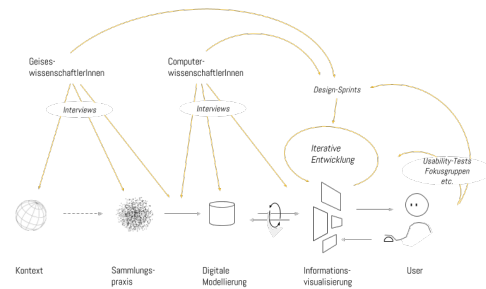 Geises-
wissenschaftlerInnen
Computer-
wissenschaftlerInnen
Design-Sprints
Interviews
Interviews
Iterative
Entwicklung
Usability-Tests
Fokusgruppen
etc.
Kontext
Sammlungs-
praxis
Digitale
Modellierung
Informations-
visualisierung
User